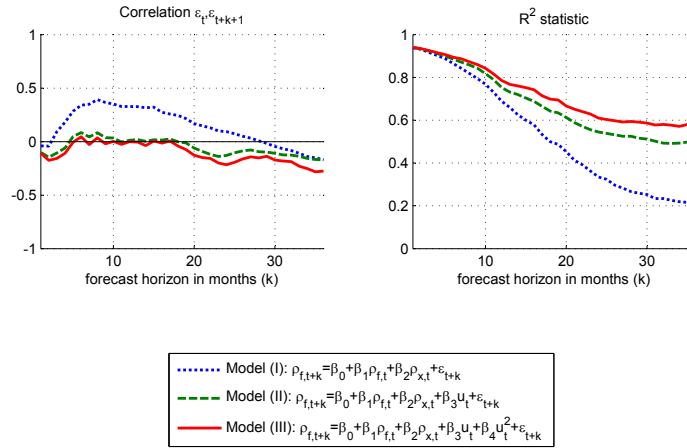 Correlation ε_t,ε_{t+k+1}
1
0.5
0
-0.5
-1
10
20
30
forecast horizon in months (k)
R² statistic
1
0.8
0.6
0.4
0.2
0
10
20
30
forecast horizon in months (k)
Model (I): ρ_{f,t+k}=β_0+β_1ρ_{f,t}+β_2ρ_{x,t}+ε_{t+k}
Model (II): ρ_{f,t+k}=β_0+β_1ρ_{f,t}+β_2ρ_{x,t}+β_3u_t+ε_{t+k}
Model (III): ρ_{f,t+k}=β_0+β_1ρ_{f,t}+β_2ρ_{x,t}+β_3u_t+β_4u_t²+ε_{t+k}